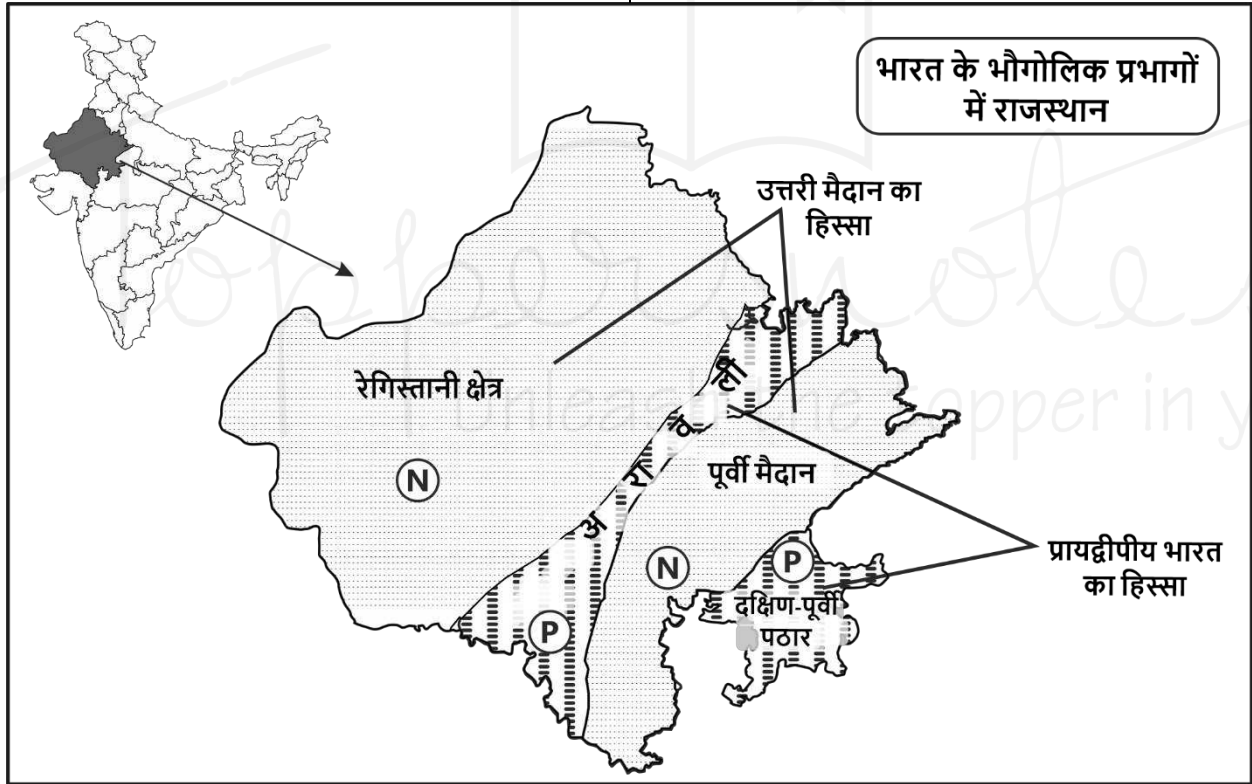 भारत के भौगोलिक प्रभागों
में राजस्थान
उत्तरी मैदान का
हिस्सा
रेगिस्तानी क्षेत्र
अरावली
पूर्वी मैदान
N
N
P
P
प्रायद्वीपीय भारत
का हिस्सा
दक्षिण-पूर्वी
पठार